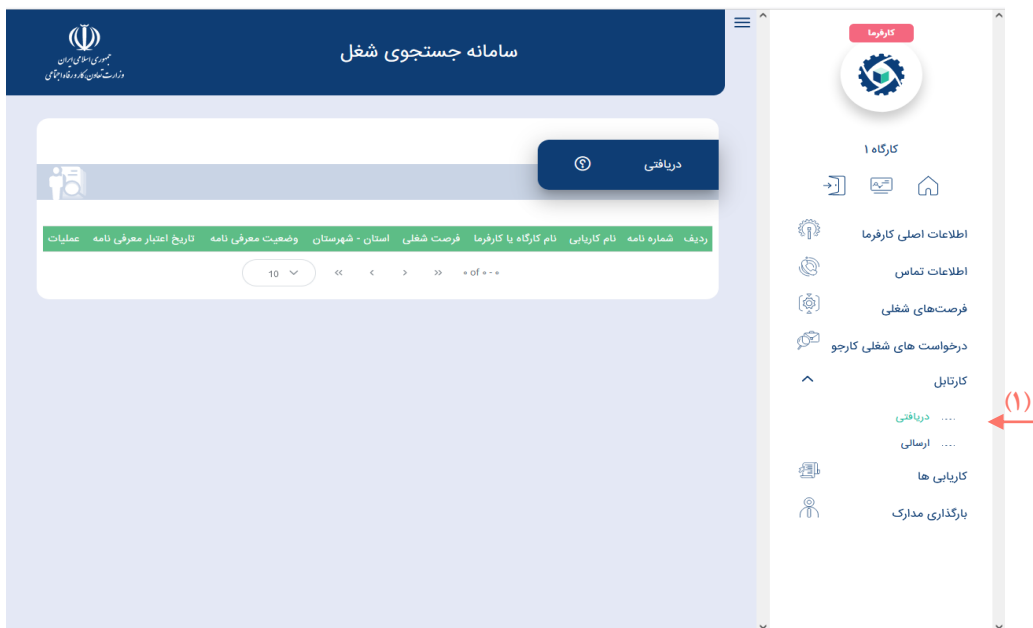 کارفرما
کارگاه ۱
اطلاعات اصلی کارفرما
اطلاعات تماس
فرصت‌های شغلی
درخواست های شغلی کارجو
کارتابل
.... دریافتی
.... ارسالی
کاریابی ها
بارگذاری مدارک
(۱)
سامانه جستجوی شغل
جمهوری اسلامی ایران
وزارت تعاون، کار و رفاه اجتماعی
دریافتی
ردیف شماره نامه نام کاریابی نام کارگاه یا کارفرما فرصت شغلی استان - شهرستان وضعیت معرفی نامه تاریخ اعتبار معرفی نامه عملیات
۰ - ۰ of ۰ 10